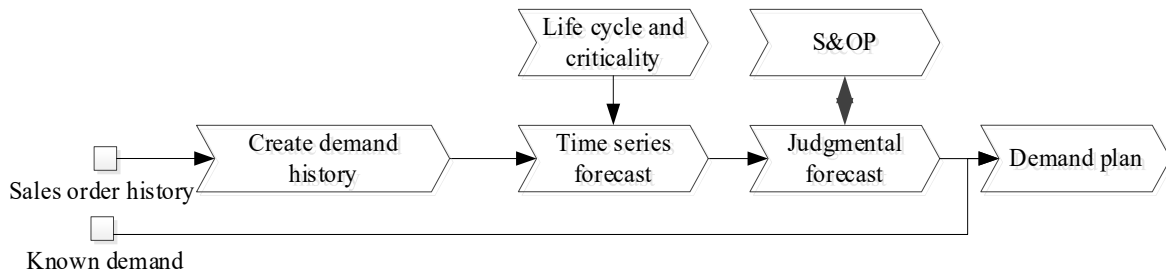 Life cycle and
criticality
S&OP
Create demand
history
Time series
forecast
Judgmental
forecast
Demand plan
Sales order history
Known demand